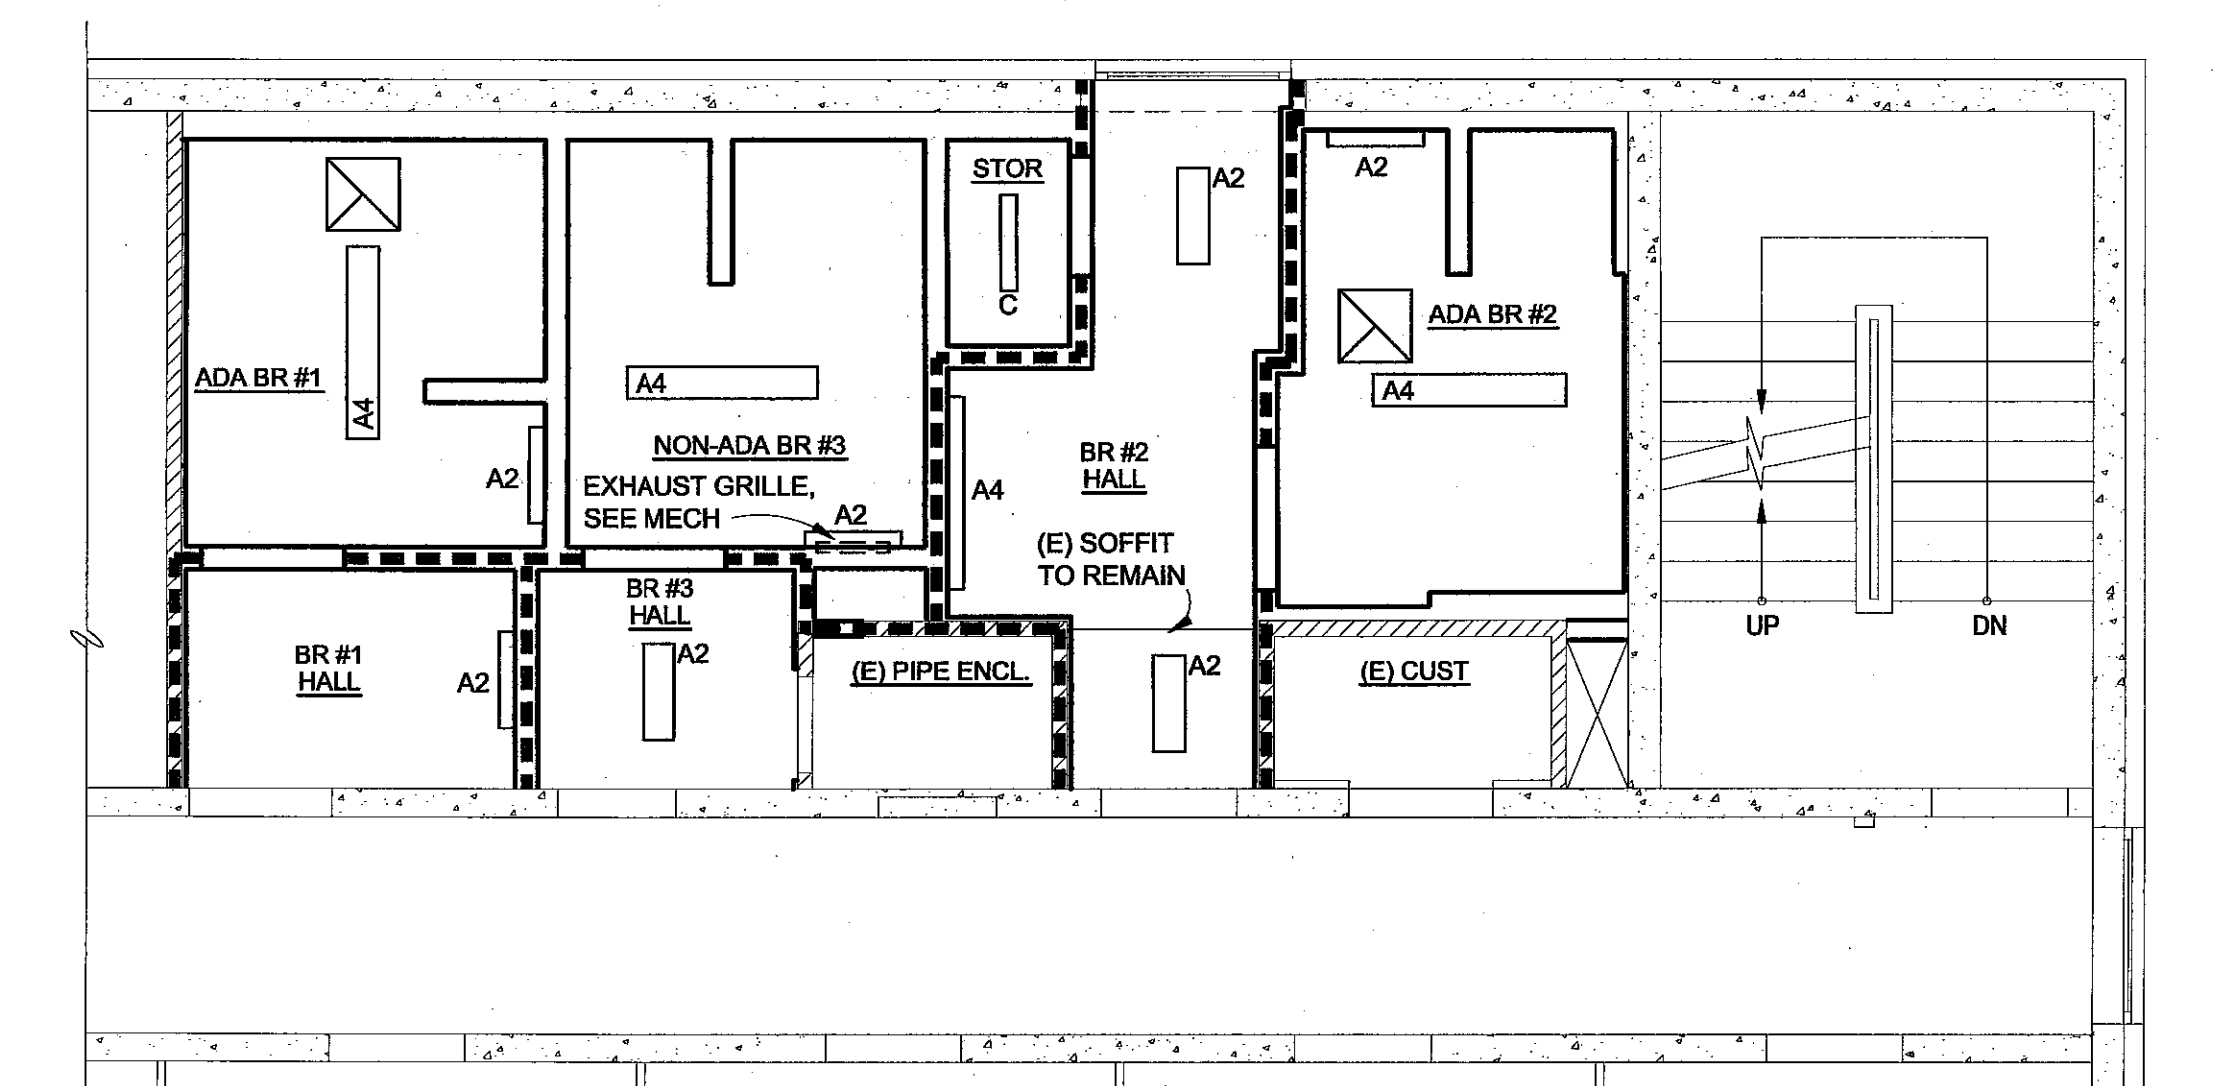 STOR
A2
A2
C
ADA BR #2
ADA BR #1
A4
A4
A4
NON-ADA BR #3
EXHAUST GRILLE,
SEE MECH
A2
A2
A4
BR #2
HALL
(E) SOFFIT
TO REMAIN
BR #3
HALL
A2
BR #1
HALL
A2
(E) PIPE ENCL.
A2
(E) CUST
UP
DN